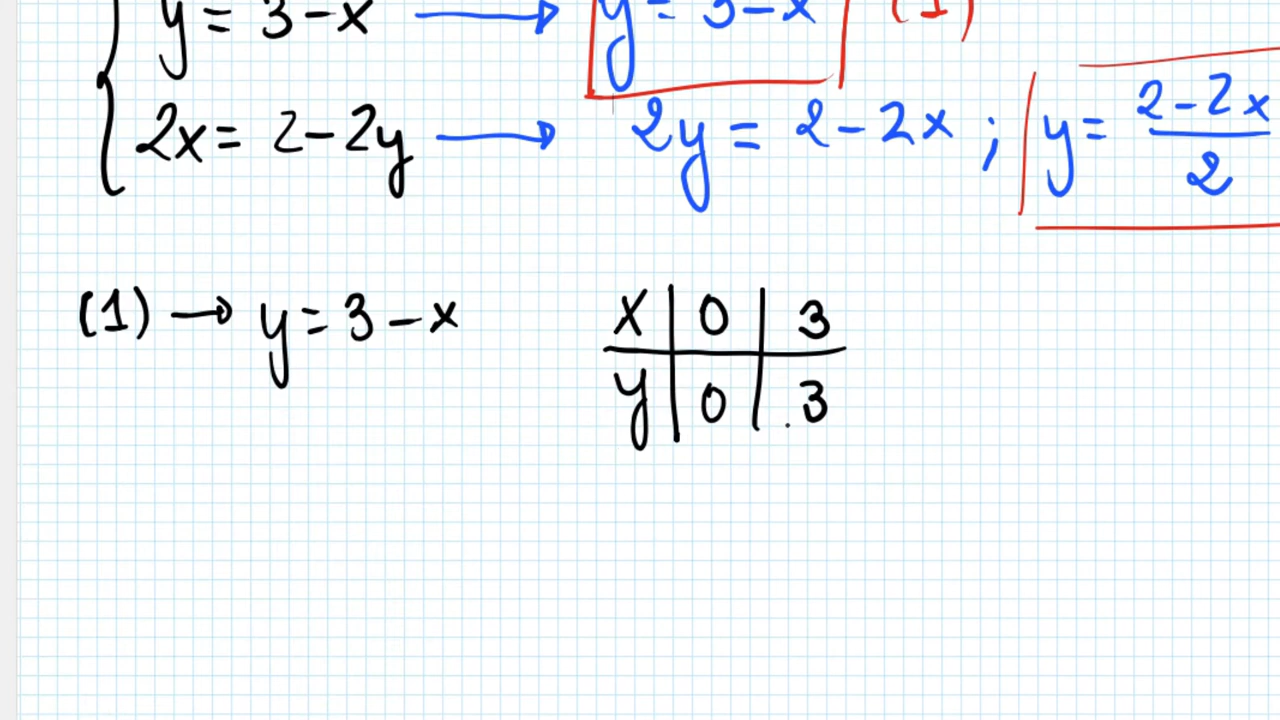 y = 3 - x → y = 3 - x (1)
2x = 2 - 2y → 2y = 2 - 2x ; y = (2 - 2x)/2
(1) → y = 3 - x
x | 0 | 3
y | 0 | 3